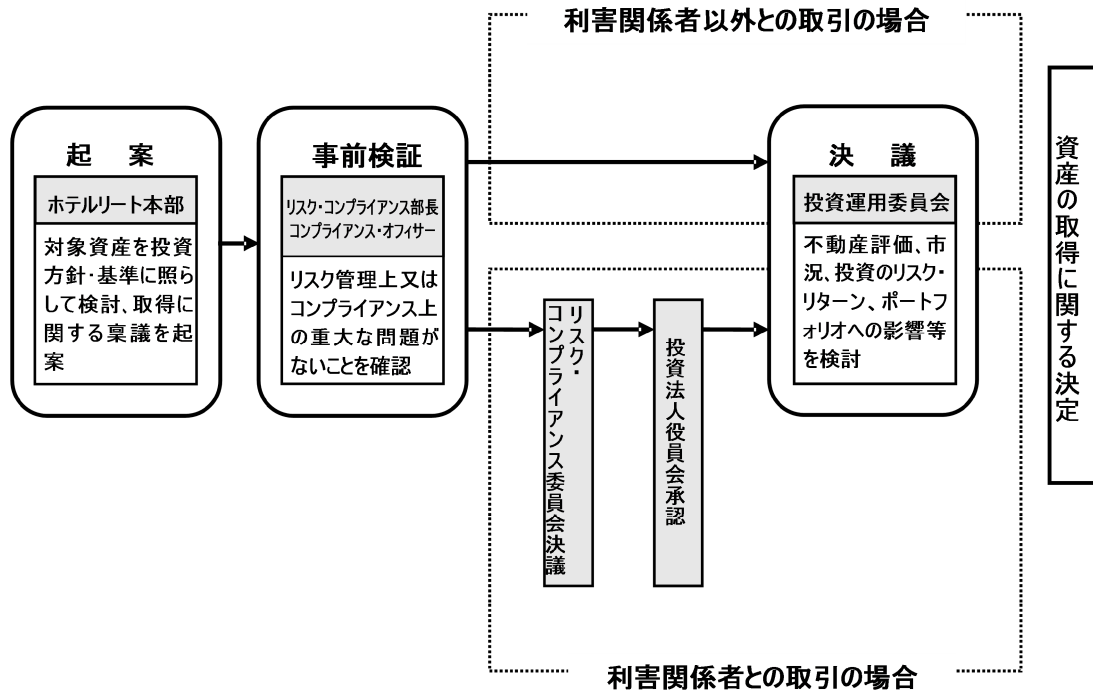 利害関係者以外との取引の場合
起 案
ホテルリート本部
対象資産を投資
方針・基準に照ら
して検討、取得に
関する稟議を起
案
事前検証
リスク・コンプライアンス部長
コンプライアンス・オフィサー
リスク管理上又は
コンプライアンス上
の重大な問題が
ないことを確認
リスク・
コンプライアンス委員会決議
投資法人役員会承認
決 議
投資運用委員会
不動産評価、市
況、投資のリスク・
リターン、ポートフ
ォリオへの影響等
を検討
資産の取得に関する決定
利害関係者との取引の場合